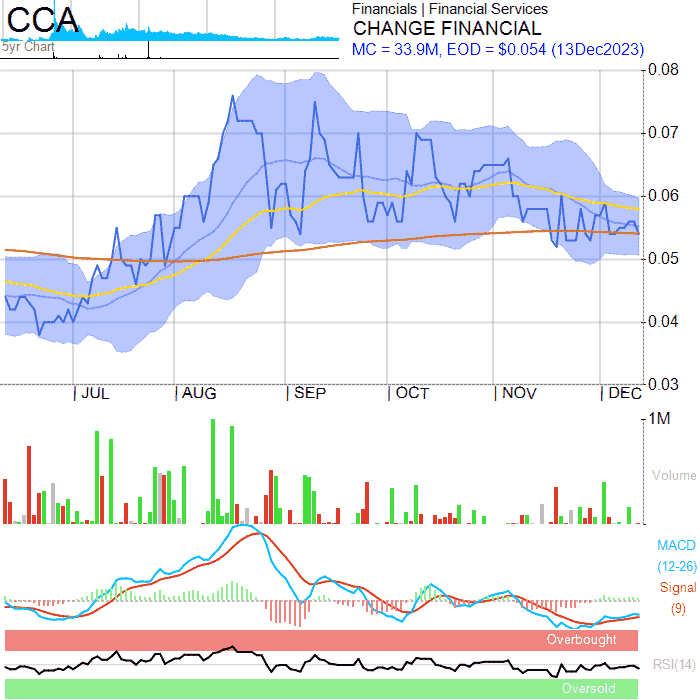 CCA
5yr Chart
Financials | Financial Services
CHANGE FINANCIAL
MC = 33.9M, EOD = $0.054 (13Dec2023)
0.08
0.07
0.06
0.05
0.04
0.03
| JUL | AUG | SEP | OCT | NOV | DEC
1M
Volume
MACD
(12-26)
Signal
(9)
Overbought
RSI(14)
Oversold